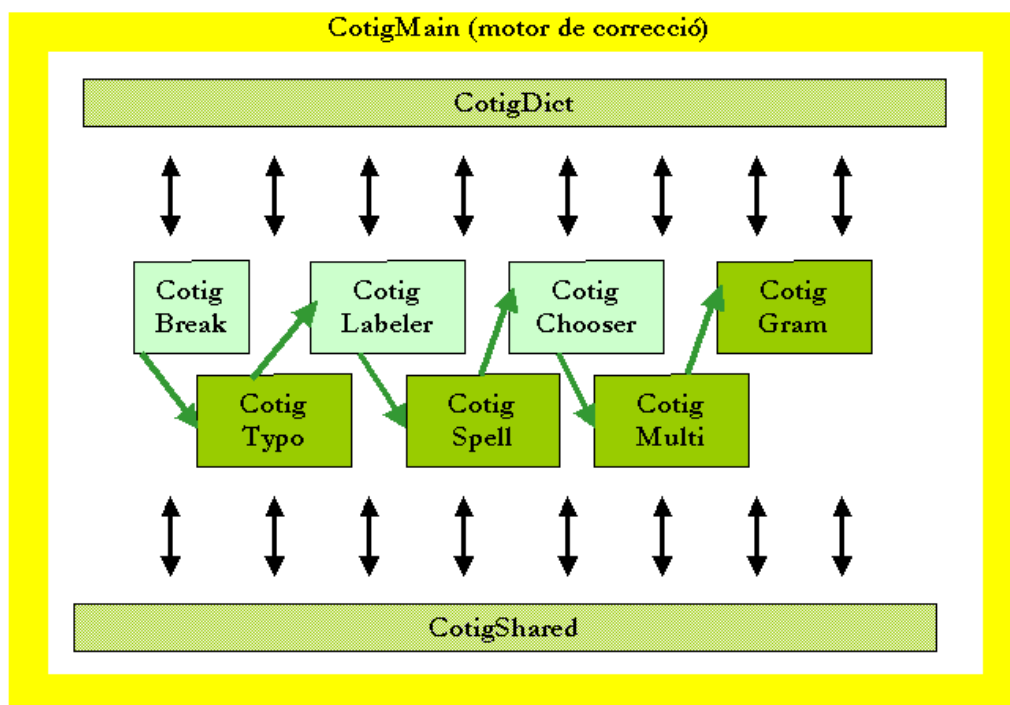 CotigMain (motor de correcció)
CotigDict
Cotig
Break
Cotig
Labeler
Cotig
Chooser
Cotig
Gram
Cotig
Typo
Cotig
Spell
Cotig
Multi
CotigShared